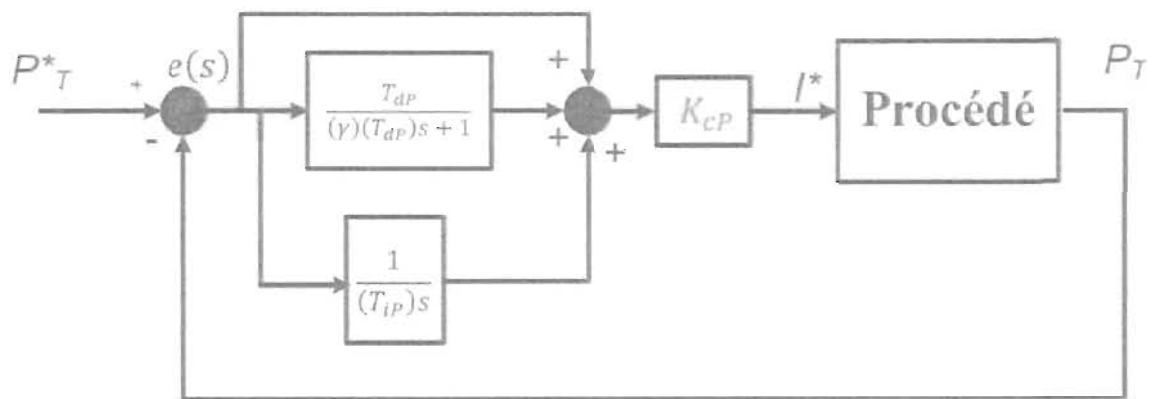 P*T
+
-
e(s)
TdP
(γ)(TdP)s + 1
1
(TiP)s
+
+
+
KcP
I*
Procédé
PT